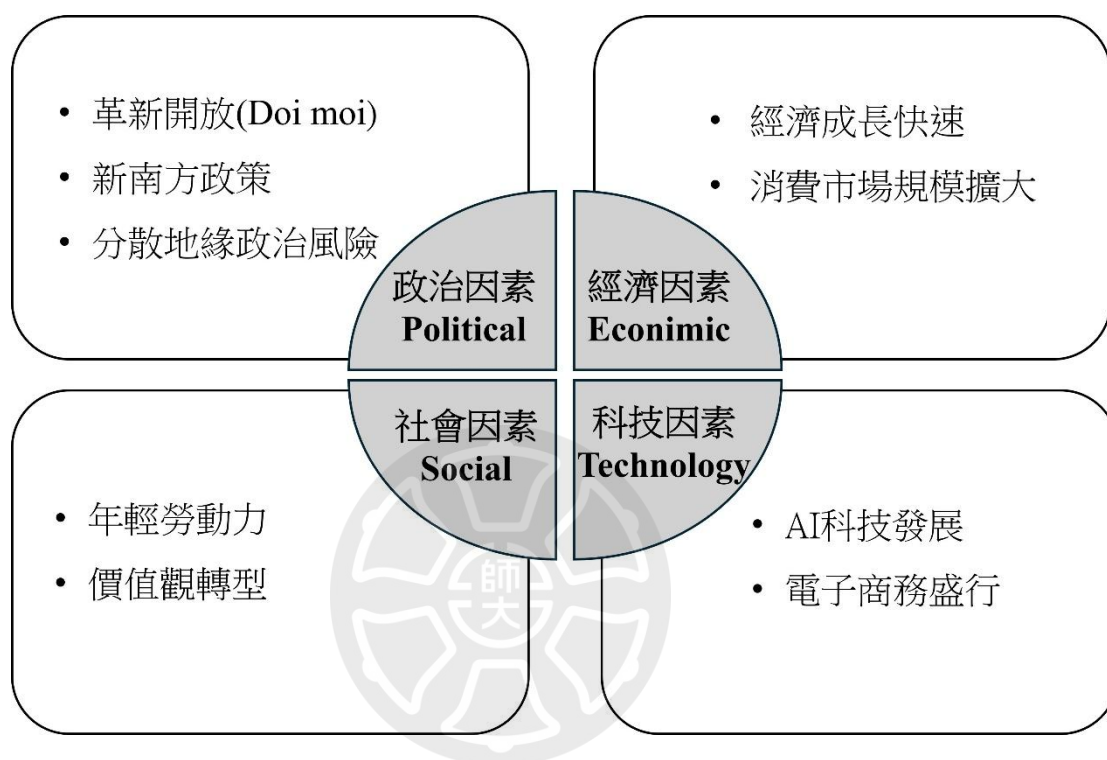 • 革新開放(Doi moi)
• 新南方政策
• 分散地緣政治風險
政治因素
Political
• 經濟成長快速
• 消費市場規模擴大
經濟因素
Econimic
社會因素
Social
• 年輕勞動力
• 價值觀轉型
科技因素
Technology
• AI科技發展
• 電子商務盛行
師大